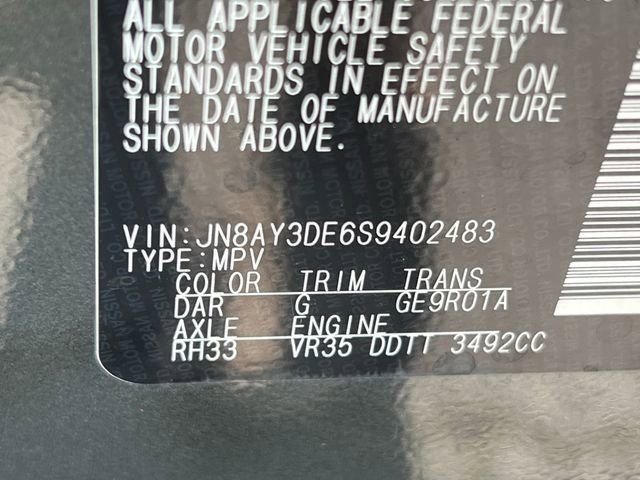 ALL APPLICABLE FEDERAL
MOTOR VEHICLE SAFETY
STANDARDS IN EFFECT ON
THE DATE OF MANUFACTURE
SHOWN ABOVE.
VIN:JN8AY3DE6S9402483
TYPE:MPV
COLOR TRIM TRANS
DAR G GE9R01A
AXLE ENGINE
RH33 VR35 DDTT 3492CC